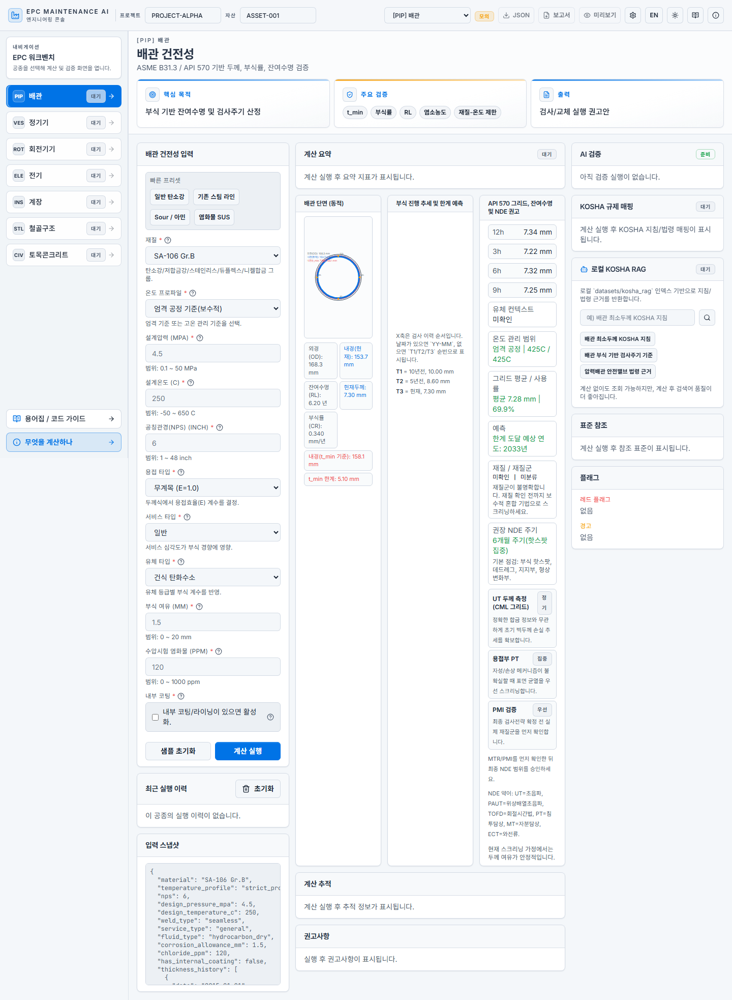 EPC MAINTENANCE AI
엔지니어링 콘솔
프로젝트
PROJECT-ALPHA
자산
ASSET-001
[PIP] 배관
모의
JSON
보고서
미리보기
EN
내비게이션
EPC 워크벤치
공종을 선택해 계산 및 검증 화면을 엽니다.
PIP 배관 대기
VES 정기기 대기
ROT 회전기기 대기
ELE 전기 대기
INS 계장 대기
STL 철골구조 대기
CIV 토목콘크리트 대기
용어집 / 코드 가이드
무엇을 계산하나
[PIP] 배관
배관 건전성
ASME B31.3 / API 570 기반 두께, 부식률, 잔여수명 검증
핵심 목적
부식 기반 잔여수명 및 검사주기 산정
주요 검증
t_min 부식률 RL 염소농도 재질-온도 제한
출력
검사/교체 실행 권고안
배관 건전성 입력
빠른 프리셋
일반 탄소강
기존 스팀 라인
Sour / 아민
염화물 SUS
재질 *
SA-106 Gr.B
탄소강/저합금강/스테인리스/듀플렉스/니켈합금 그
룹.
온도 프로파일 *
엄격 공정 기준(보수적)
엄격 기준 또는 고온 관리 기준을 선택.
설계압력 (MPA) *
4.5
범위: 0.1 ~ 50 MPa
설계온도 (C) *
250
범위: -50 ~ 650 C
공칭관경(NPS) (INCH) *
6
범위: 1 ~ 48 inch
용접 타입 *
무계목 (E=1.0)
두께식에서 용접효율(E) 계수를 결정.
서비스 타입 *
일반
서비스 심각도가 부식 경향에 영향.
유체 타입 *
건식 탄화수소
유체 등급별 부식 계수를 반영.
부식 여유 (MM) *
1.5
범위: 0 ~ 20 mm
수압시험 염화물 (PPM) *
120
범위: 0 ~ 1000 ppm
내부 코팅 *
내부 코팅/라이닝이 있으면 활성
화.
샘플 초기화
계산 실행
최근 실행 이력
초기화
이 공종의 실행 이력이 없습니다.
입력 스냅샷
{
"material": "SA-106 Gr.B",
"temperature_profile": "strict_pro
"nps": 6,
"design_pressure_mpa": 4.5,
"design_temperature_c": 250,
"weld_type": "seamless",
"service_type": "general",
"fluid_type": "hydrocarbon_dry",
"corrosion_allowance_mm": 1.5,
"chloride_ppm": 120,
"has_internal_coating": false,
"thickness_history": [
{
계산 요약
대기
계산 실행 후 요약 지표가 표시됩니다.
배관 단면 (동적)
외경
(OD):
168.3
mm
내경(현
재): 153.7
mm
잔여수명
(RL):
6.20 년
현재두께:
7.30 mm
부식률
(CR):
0.340
mm/년
내경(t_min 기준): 158.1
mm
t_min 한계: 5.10 mm
부식 진행 추세 및 한계 예측
X축은 검사 이력 순서입니다.
날짜가 있으면 `YY-MM`, 없
으면 `T1/T2/T3` 순번으로 표
시됩니다.
T1 = 10년전, 10.00 mm
T2 = 5년전, 8.60 mm
T3 = 현재, 7.30 mm
API 570 그리드, 잔여수명
및 NDE 권고
12h 7.34 mm
3h 7.22 mm
6h 7.32 mm
9h 7.25 mm
유체 컨텍스트
미확인
온도 관리 범위
엄격 공정 | 425C /
425C
그리드 평균 / 사용
률
평균 7.28 mm |
69.9%
예측
한계 도달 예상 연
도: 2033년
재질 / 재질군
미확인 | 미분류
재질군이 불명확합니
다. 재질 확인 전까지 보
수적 혼합 기법으로 스
크리닝하세요.
권장 NDE 주기
6개월 주기(핫스팟
집중)
기본 점검: 부식 핫스팟,
데드레그, 지지부, 형상
변화부.
UT 두께 측정
(CML 그리드)
정
기
정확한 합금 정보와 무관
하게 초기 벽두께 손실 추
세를 확보합니다.
용접부 PT 집중
자성/손상 메커니즘이 불
확실할 때 표면 균열을 우
선 스크리닝합니다.
PMI 검증 우선
최종 검사전략 확정 전 실
제 재질군을 먼저 확인합
니다.
MTR/PMI를 먼저 확인한 뒤
최종 NDE 범위를 승인하세
요.
NDE 약어: UT=초음파,
PAUT=위상배열초음파,
TOFD=회절시간법, PT=침
투탐상, MT=자분탐상,
ECT=와전류.
현재 스크리닝 가정에서는
두께 여유가 안정적입니다.
계산 추적
계산 실행 후 추적 정보가 표시됩니다.
권고사항
실행 후 권고사항이 표시됩니다.
AI 검증
준비
아직 검증 실행이 없습니다.
KOSHA 규제 매핑
대기
계산 실행 후 KOSHA 지침/법령 매핑이 표시
됩니다.
로컬 KOSHA RAG
대기
로컬 `datasets/kosha_rag` 인덱스 기반으로 지침/
법령 근거를 반환합니다.
예) 배관 최소두께 KOSHA 지침
배관 최소두께 KOSHA 지침
배관 부식 기반 검사주기 기준
압력배관 안전밸브 법령 근거
계산 없이도 조회 가능하지만, 계산 후 검색어 품질이
더 좋아집니다.
표준 참조
계산 실행 후 참조 표준이 표시됩니다.
플래그
레드 플래그
없음
경고
없음